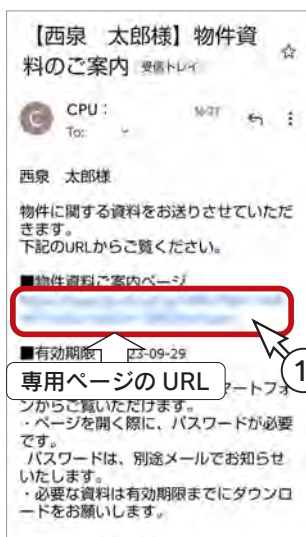 【西泉 太郎様】物件資
料のご案内 受信トレイ
C
CPU：
To:
西泉 太郎様
物件に関する資料をお送りさせていただ
きます。
下記のURLからご覧ください。
■物件資料ご案内ページ
■有効期限
23-09-29
専用ページの URL
1
マートフォ
ンからご覧いただけます。
・ページを開く際に、パスワードが必要
です。
パスワードは、別途メールでお知らせ
いたします。
・必要な資料は有効期限までにダウンロ
ードをお願いします。